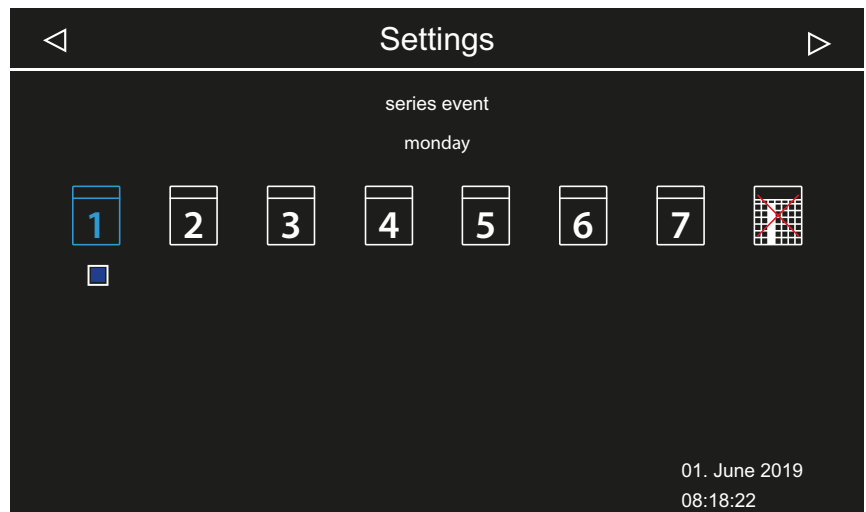 Settings
series event
monday
1 2 3 4 5 6 7
01. June 2019
08:18:22